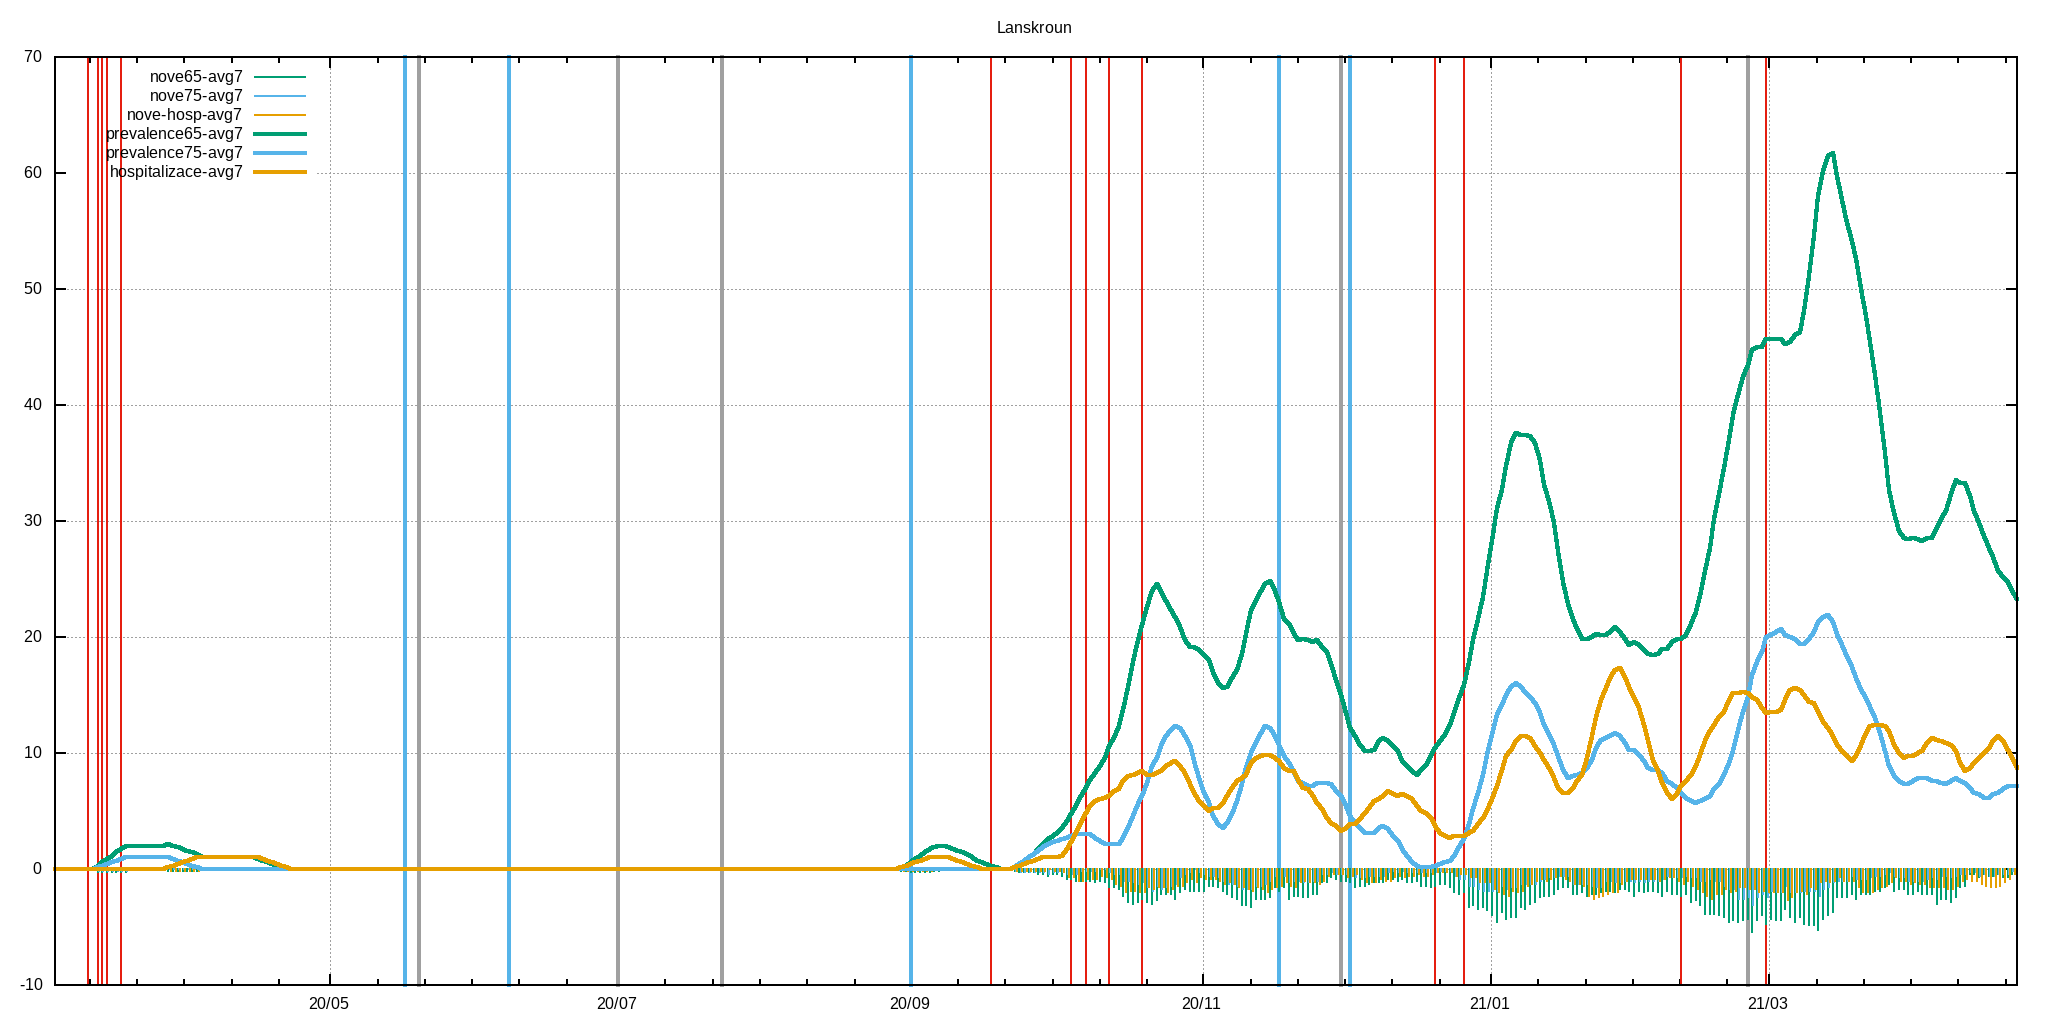 Lanskroun
70
nove65-avg7
nove75-avg7
nove-hosp-avg7
prevalence65-avg7
prevalence75-avg7
hospitalizace-avg7
60
50
40
30
20
10
0
-10
20/05
20/07
20/09
20/11
21/01
21/03